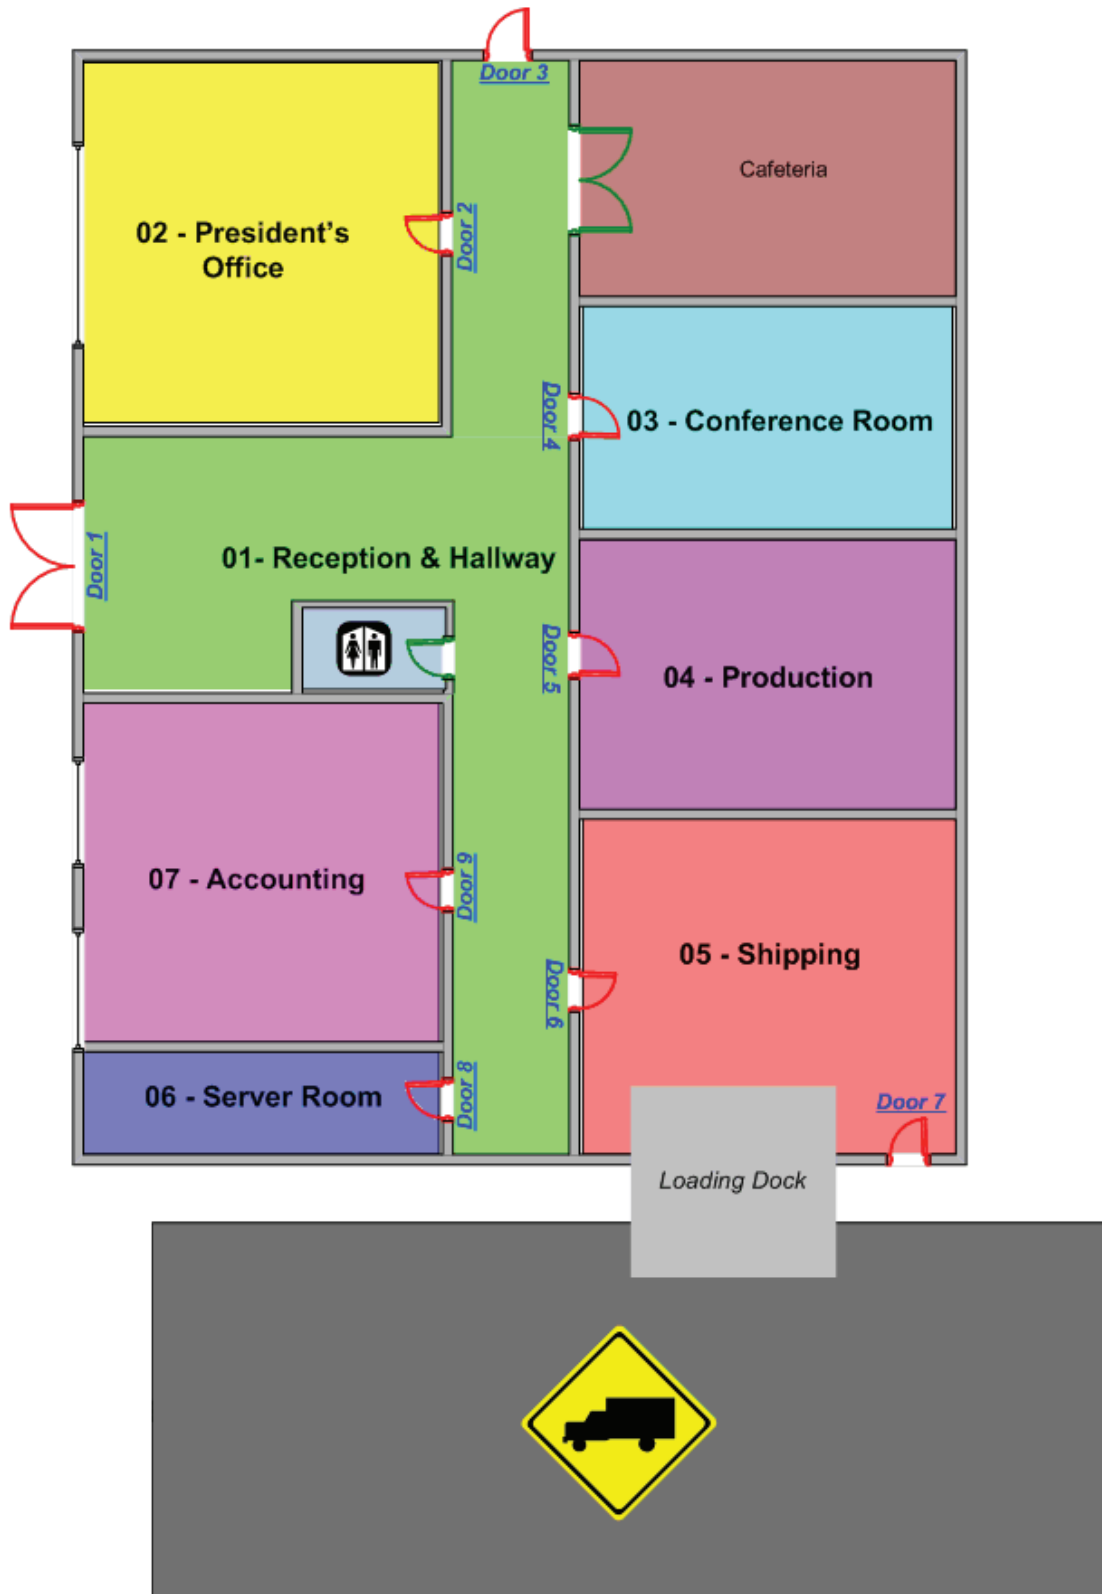 Door 3
Cafeteria
02 - President's
Office
Door 2
Door 4
03 - Conference Room
Door 1
01- Reception & Hallway
Door 5
04 - Production
07 - Accounting
Door 9
05 - Shipping
Door 6
06 - Server Room
Door 8
Door 7
Loading Dock